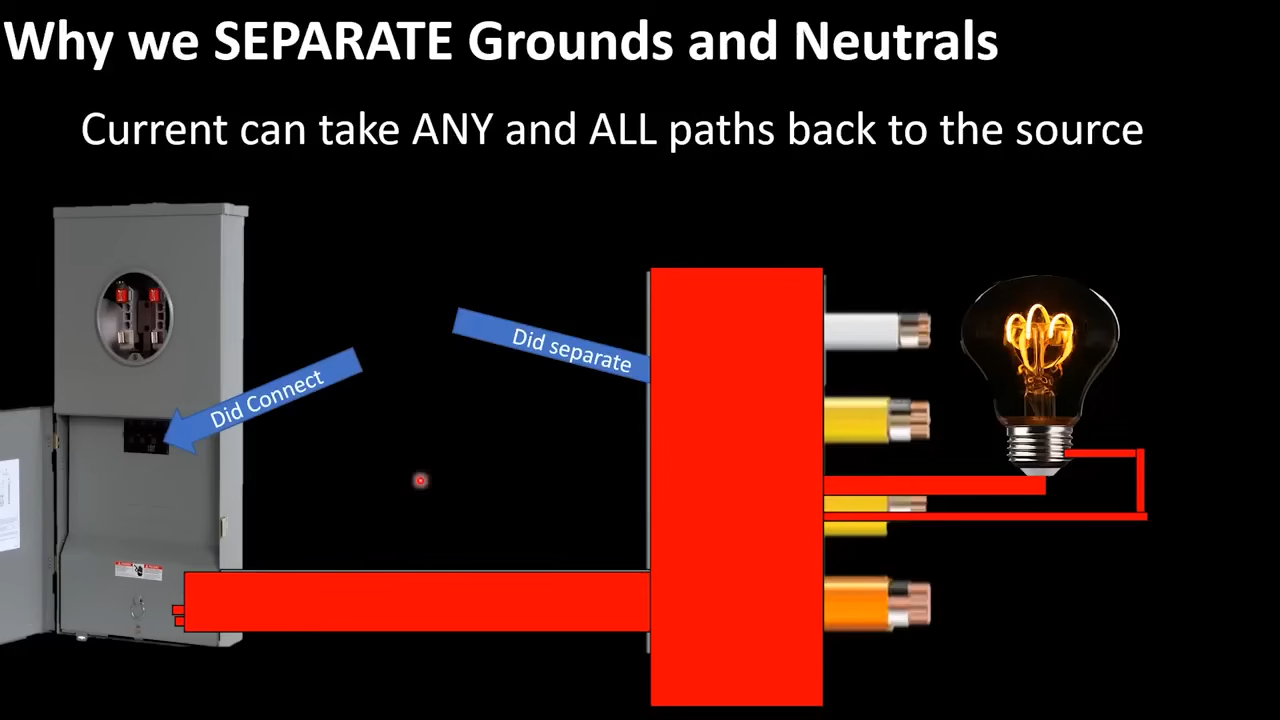 Why we SEPARATE Grounds and Neutrals
Current can take ANY and ALL paths back to the source
Did separate
Did Connect